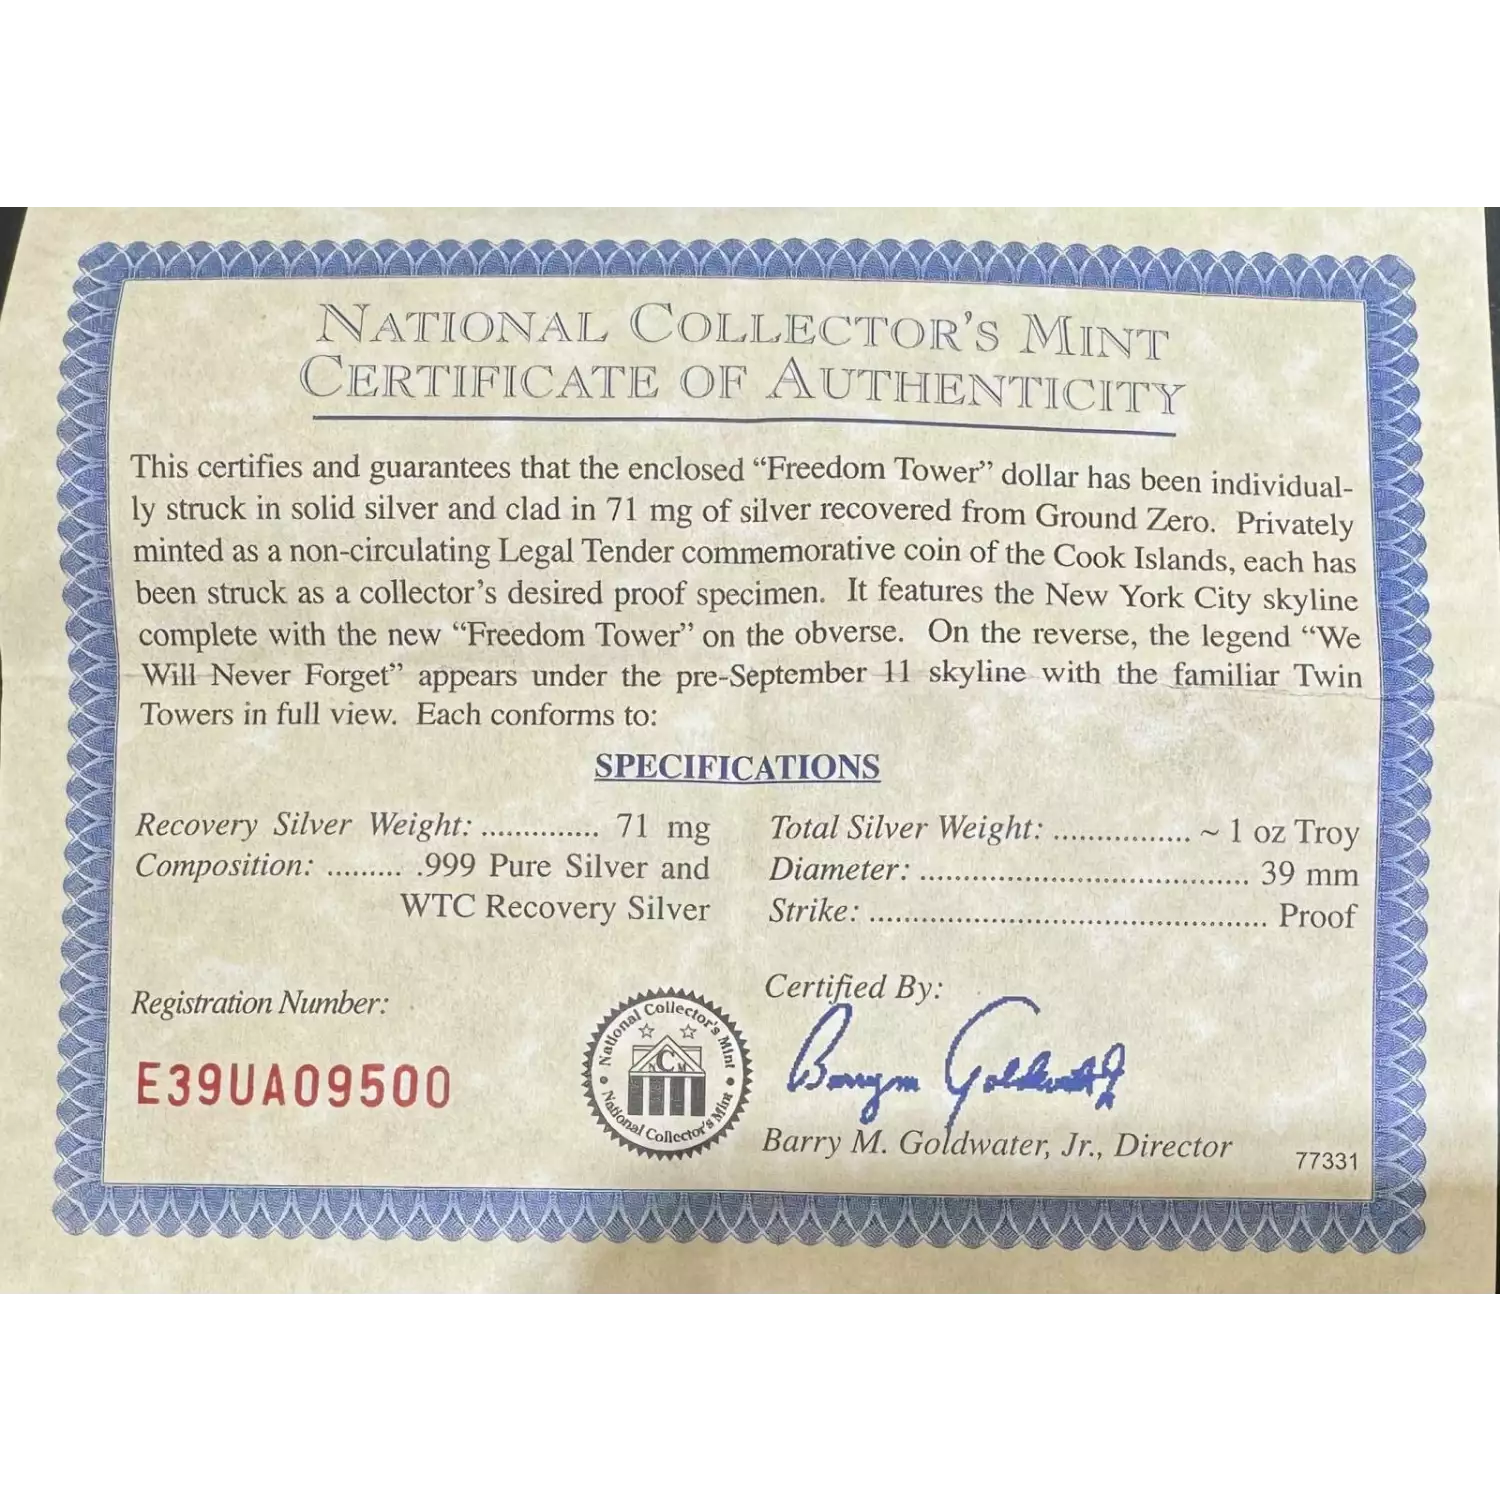 NATIONAL COLLECTOR'S MINT
CERTIFICATE OF AUTHENTICITY
This certifies and guarantees that the enclosed “Freedom Tower” dollar has been individual-
ly struck in solid silver and clad in 71 mg of silver recovered from Ground Zero. Privately
minted as a non-circulating Legal Tender commemorative coin of the Cook Islands, each has
been struck as a collector’s desired proof specimen. It features the New York City skyline
complete with the new “Freedom Tower” on the obverse. On the reverse, the legend “We
Will Never Forget” appears under the pre-September 11 skyline with the familiar Twin
Towers in full view. Each conforms to:
SPECIFICATIONS
Recovery Silver Weight: .............. 71 mg
Composition: ......... .999 Pure Silver and
WTC Recovery Silver
Total Silver Weight: ................ ~ 1 oz Troy
Diameter: ....................................... 39 mm
Strike: ............................................... Proof
Registration Number:
E39UA09500
National Collector's Mint
NCM
National Collector's Mint
Certified By:
Barry M Goldwater Jr
Barry M. Goldwater, Jr., Director
77331